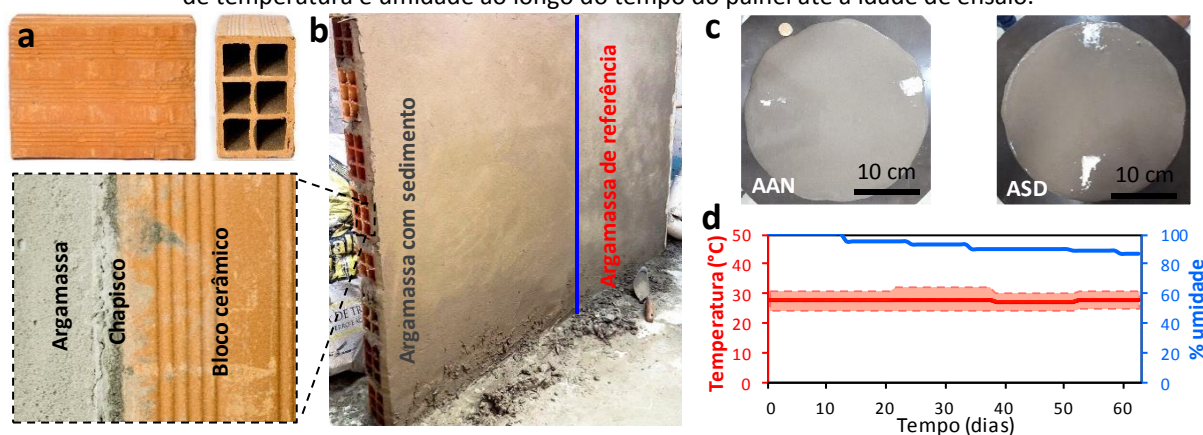 de temperatura e umidade ao longo do tempo do painel até a idade de ensaio.
a
b
c
Argamassa
Chapisco
Bloco cerâmico
Argamassa com sedimento
Argamassa de referência
AAN
10 cm
ASD
10 cm
d
Temperatura (°C)
50
40
30
20
10
0
100
80
60
40
20
0
% umidade
0 10 20 30 40 50 60
Tempo (dias)